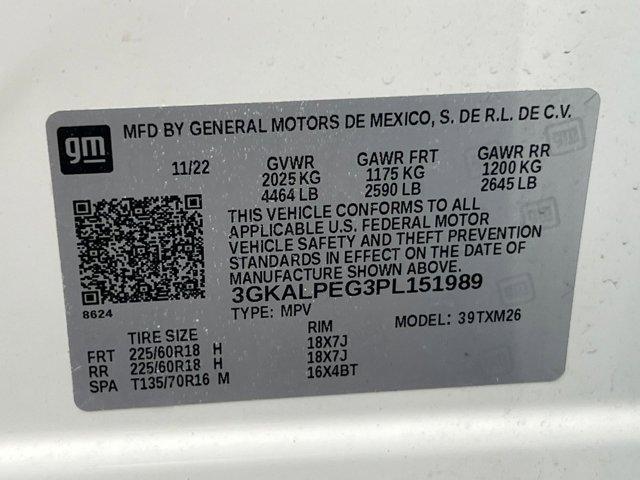 gm
MFD BY GENERAL MOTORS DE MEXICO, S. DE R.L. DE C.V.
11/22 GVWR GAWR FRT GAWR RR
2025 KG 1175 KG 1200 KG
4464 LB 2590 LB 2645 LB
THIS VEHICLE CONFORMS TO ALL
APPLICABLE U.S. FEDERAL MOTOR
VEHICLE SAFETY AND THEFT PREVENTION
STANDARDS IN EFFECT ON THE DATE OF
MANUFACTURE SHOWN ABOVE.
3GKALPEG3PL151989
8624
TYPE: MPV MODEL: 39TXM26
TIRE SIZE RIM
FRT 225/60R18 H 18X7J
RR 225/60R18 H 18X7J
SPA T135/70R16 M 16X4BT